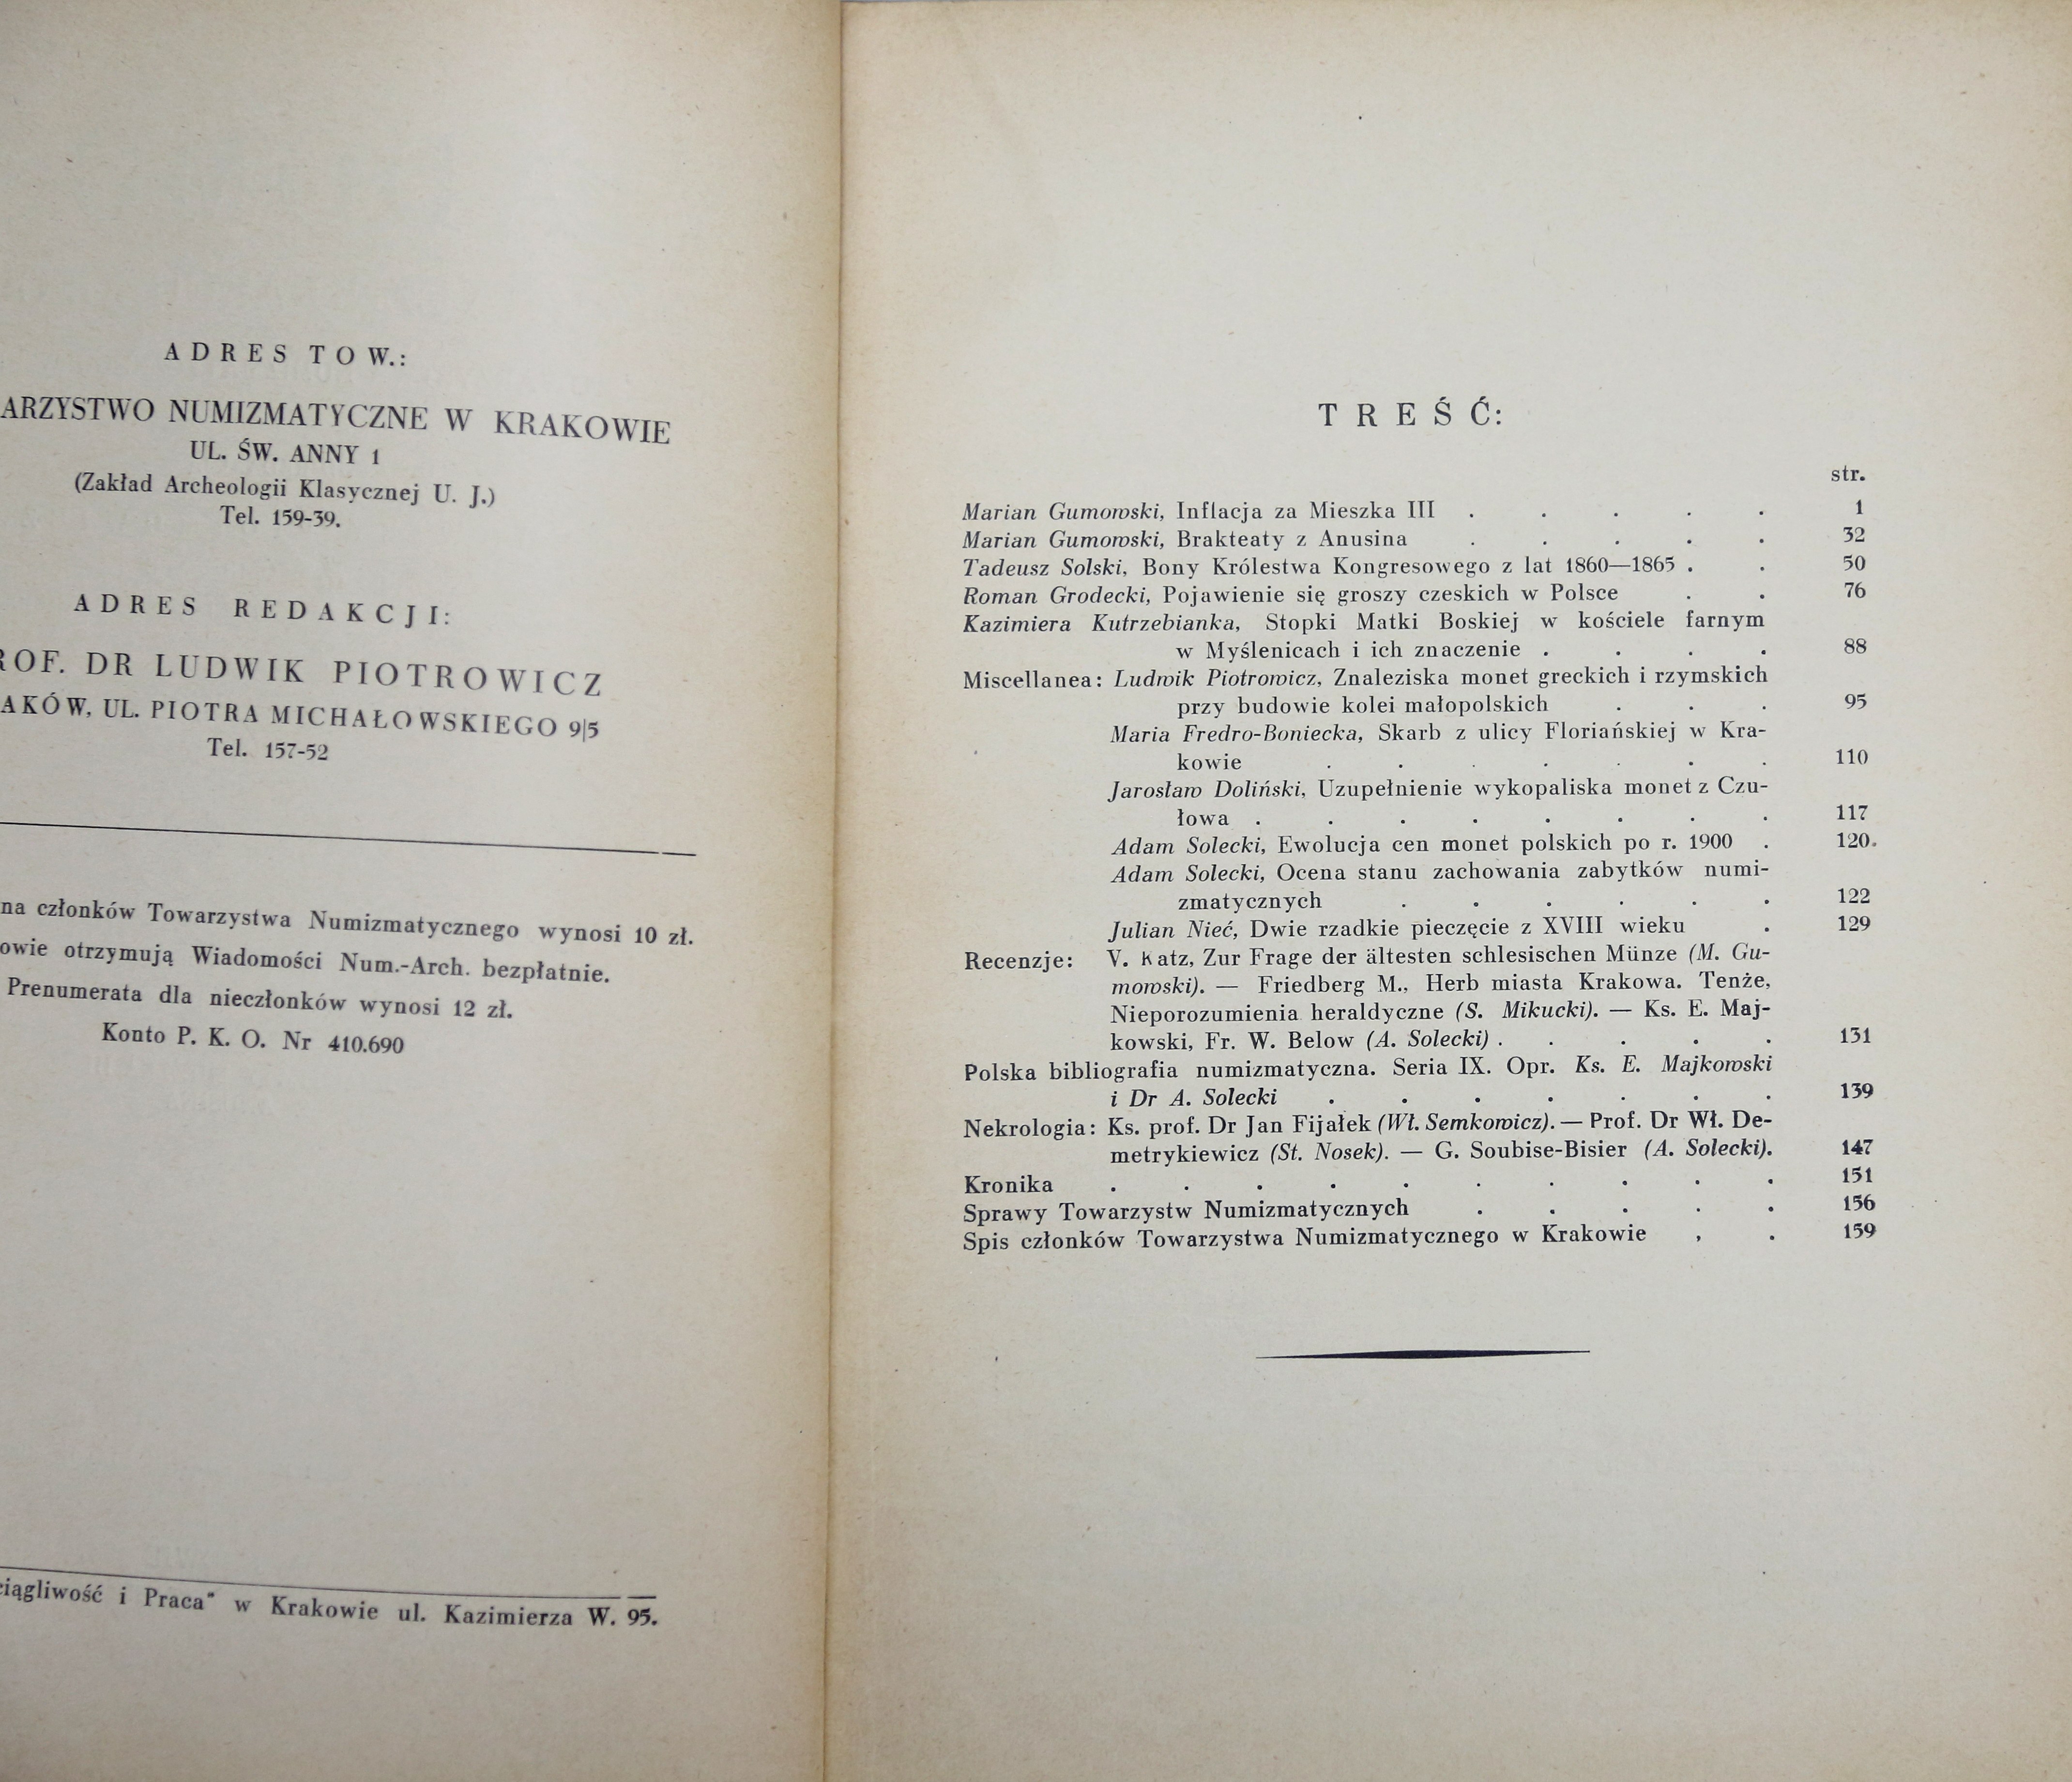 ADRES TOW.:
ARZYSTWO NUMIZMATYCZNE W KRAKOWIE
UL. ŚW. ANNY 1
(Zakład Archeologii Klasycznej U. J.)
Tel. 159-39.
ADRES REDAKCJI:
ROF. DR LUDWIK PIOTROWICZ
AKÓW, UL. PIOTRA MICHAŁOWSKIEGO 9|5
Tel. 157-52
na członków Towarzystwa Numizmatycznego wynosi 10 zł.
owie otrzymują Wiadomości Num.-Arch. bezpłatnie.
Prenumerata dla nieczłonków wynosi 12 zł.
Konto P. K. O. Nr 410.690
iągliwość i Praca" w Krakowie ul. Kazimierza W. 95.
TREŚĆ:
str.
Marian Gumowski, Inflacja za Mieszka III . . . . . 1
Marian Gumowski, Brakteaty z Anusina . . . . . 32
Tadeusz Solski, Bony Królestwa Kongresowego z lat 1860—1865 . . 50
Roman Grodecki, Pojawienie się groszy czeskich w Polsce . . 76
Kazimiera Kutrzebianka, Stopki Matki Boskiej w kościele farnym
w Myślenicach i ich znaczenie . . . . 88
Miscellanea: Ludwik Piotrowicz, Znaleziska monet greckich i rzymskich
przy budowie kolei małopolskich . . . 95
Maria Fredro-Boniecka, Skarb z ulicy Floriańskiej w Kra-
kowie . . . . . . . 110
Jarosław Doliński, Uzupełnienie wykopaliska monet z Czu-
łowa . . . . . . . . 117
Adam Solecki, Ewolucja cen monet polskich po r. 1900 . 120.
Adam Solecki, Ocena stanu zachowania zabytków numi-
zmatycznych . . . . . . 122
Julian Nieć, Dwie rzadkie pieczęcie z XVIII wieku . 129
Recenzje: V. Katz, Zur Frage der ältesten schlesischen Münze (M. Gu-
mowski). — Friedberg M., Herb miasta Krakowa. Tenże,
Nieporozumienia heraldyczne (S. Mikucki). — Ks. E. Maj-
kowski, Fr. W. Below (A. Solecki) . . . . . 131
Polska bibliografia numizmatyczna. Seria IX. Opr. Ks. E. Majkowski
i Dr A. Solecki . . . . . . . 139
Nekrologia: Ks. prof. Dr Jan Fijałek (Wł. Semkowicz). — Prof. Dr Wł. De-
metrykiewicz (St. Nosek). — G. Soubise-Bisier (A. Solecki). 147
Kronika . . . . . . . . . . 151
Sprawy Towarzystw Numizmatycznych . . . . . 156
Spis członków Towarzystwa Numizmatycznego w Krakowie , . 159